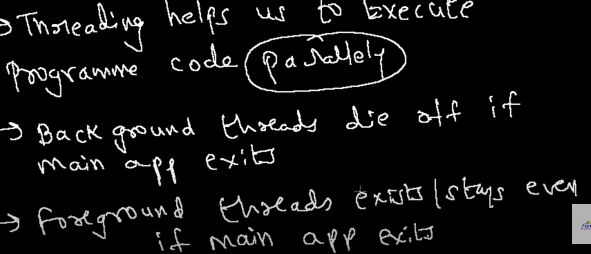 → Threading helps us to Execute
Programme code (parallely)
→ Back ground threads die off if
main app exits
→ foreground threads exists/stays even
if main app exits